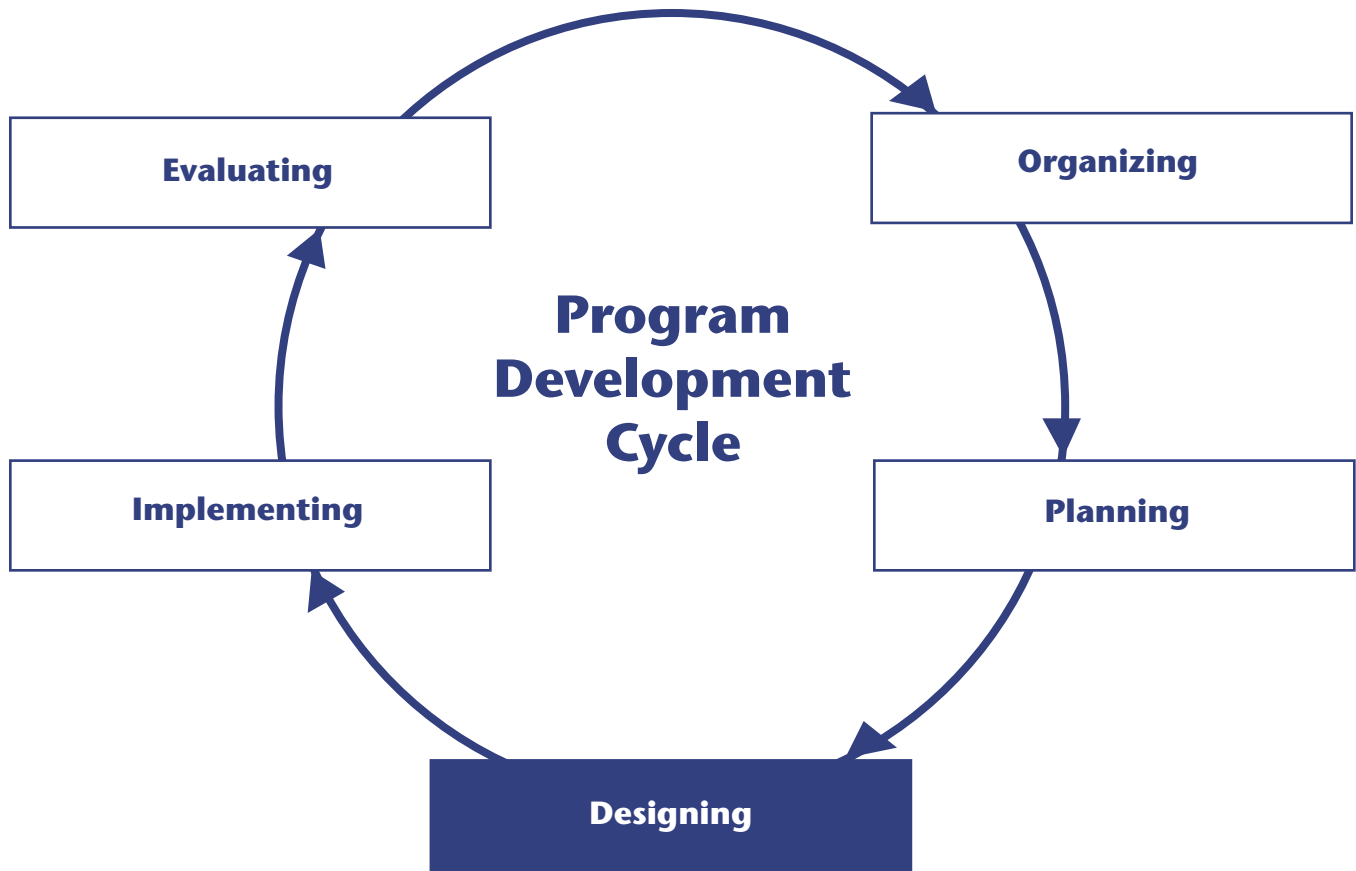 Evaluating
Organizing
Program
Development
Cycle
Implementing
Planning
Designing